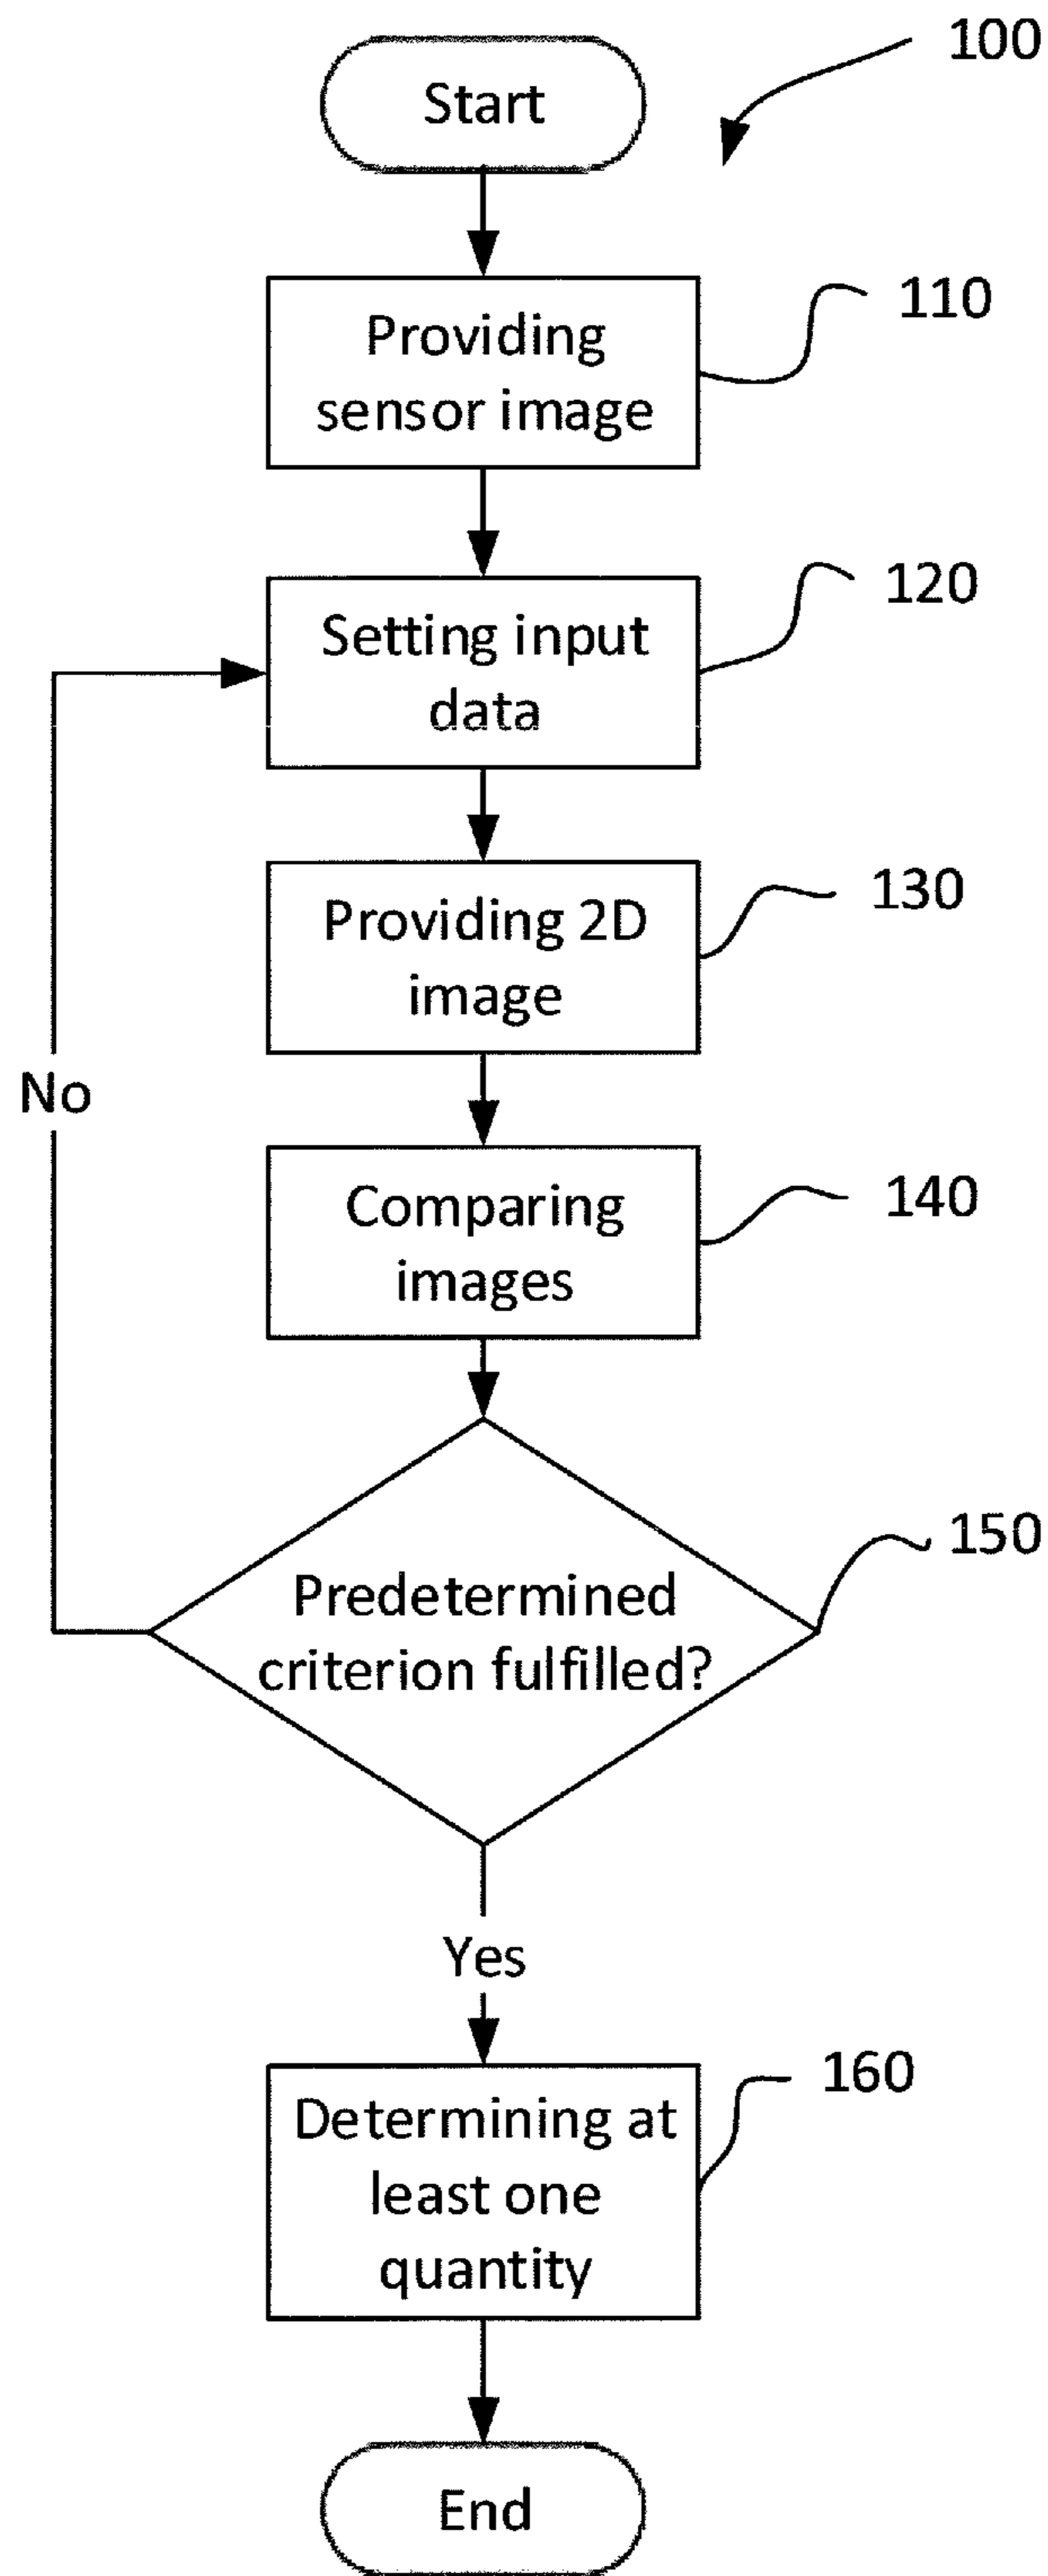 100
Start
110
Providing
sensor image
120
Setting input
data
130
Providing 2D
image
No
140
Comparing
images
150
Predetermined
criterion fulfilled?
Yes
160
Determining at
least one
quantity
End